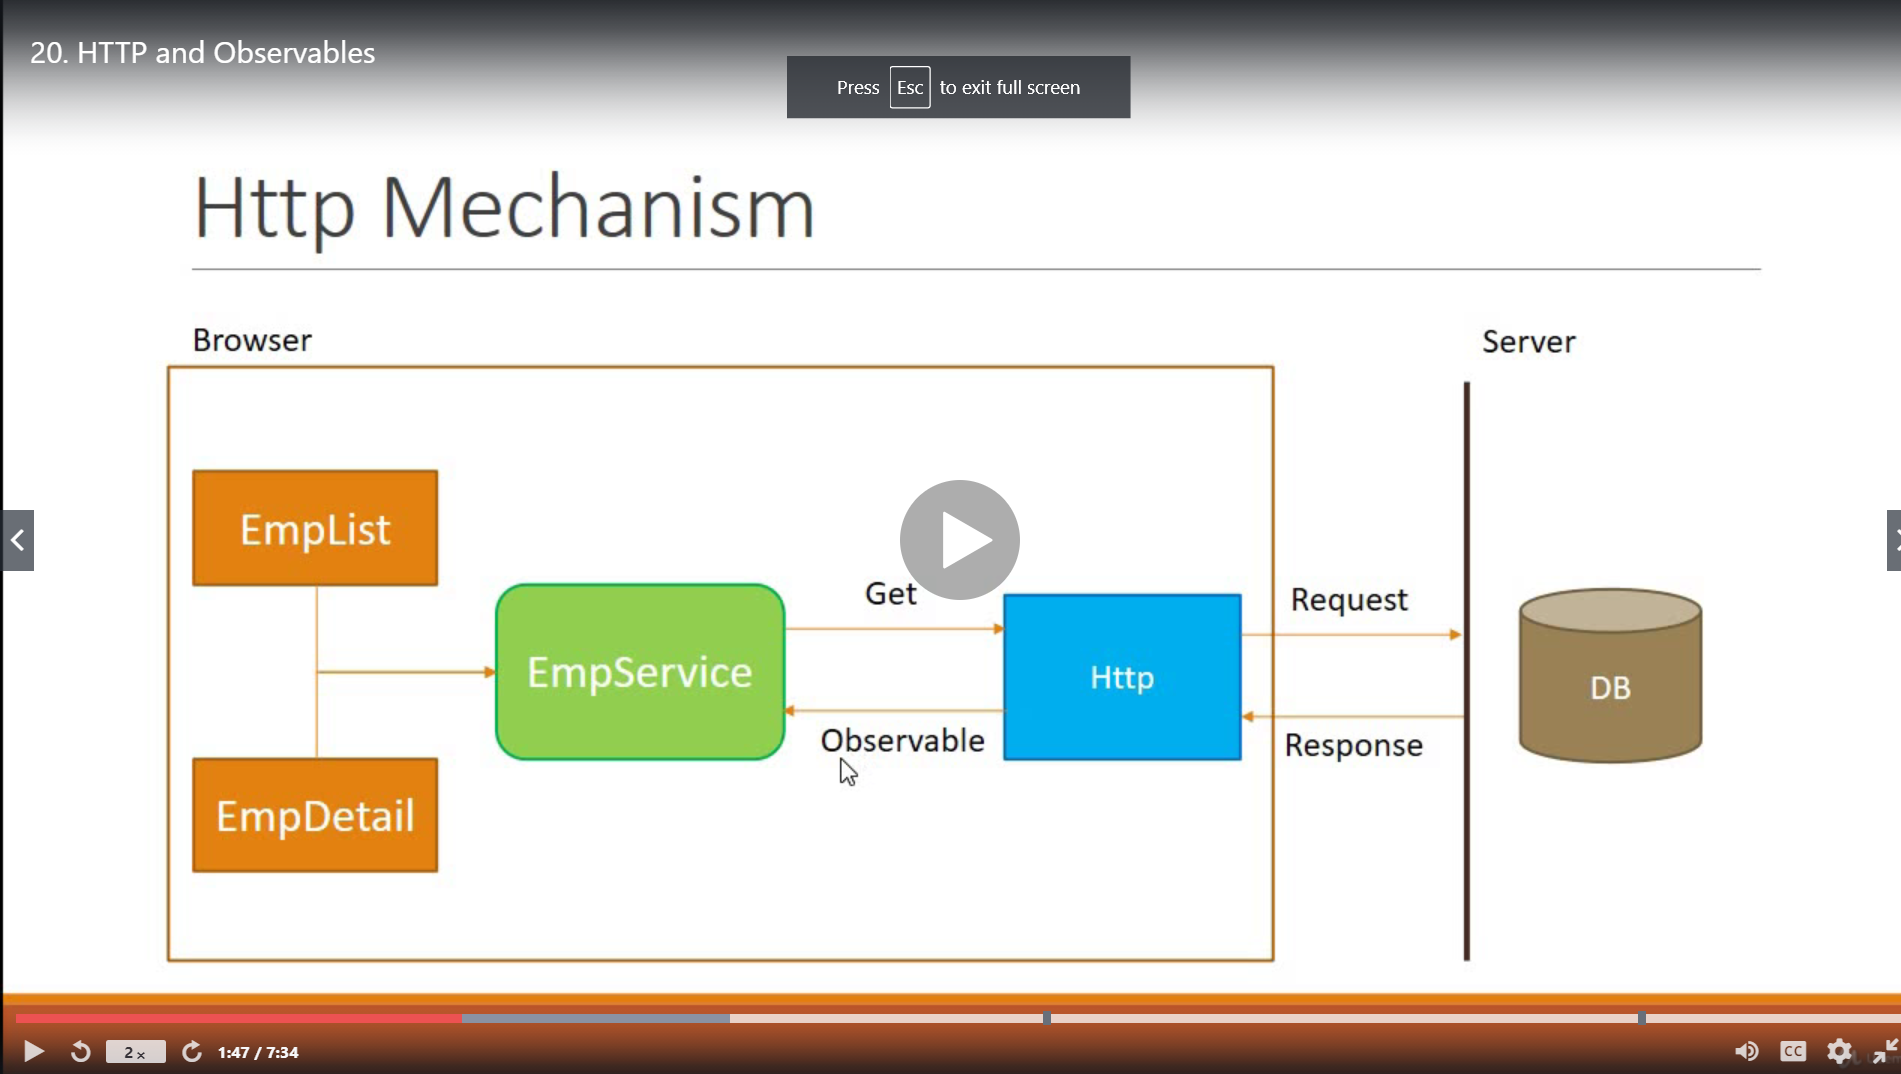 20. HTTP and Observables
Press Esc to exit full screen
Http Mechanism
Browser
Server
EmpList
Get
Request
EmpService
Http
DB
Observable
Response
EmpDetail
2 x
1:47 / 7:34
CC